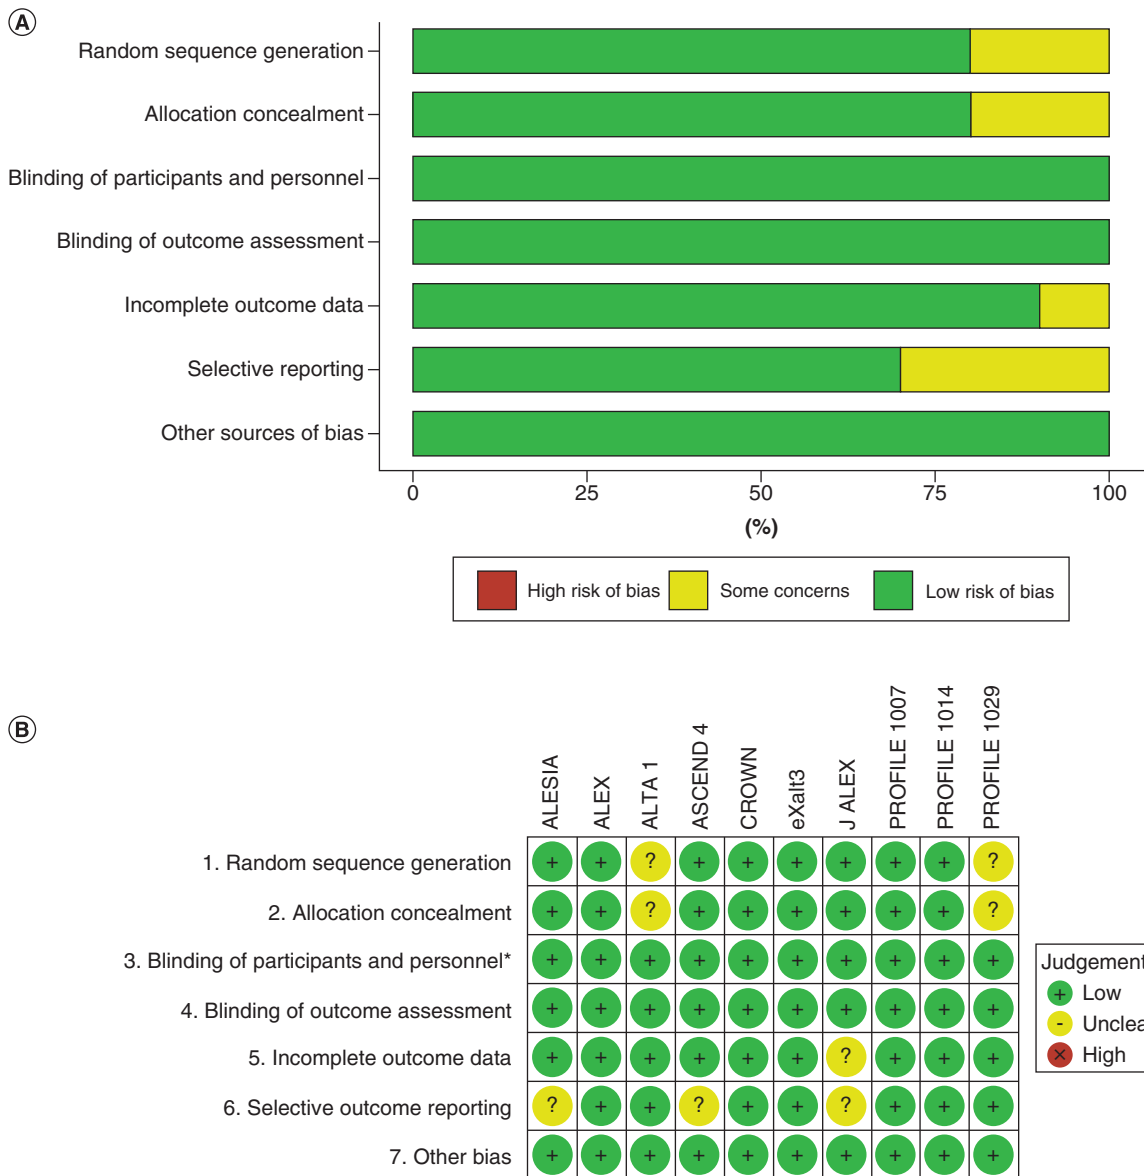 A
Random sequence generation
Allocation concealment
Blinding of participants and personnel
Blinding of outcome assessment
Incomplete outcome data
Selective reporting
Other sources of bias
0 25 50 75 100
(%)
High risk of bias Some concerns Low risk of bias
B
ALESIA ALEX ALTA 1 ASCEND 4 CROWN eXalt3 J ALEX PROFILE 1007 PROFILE 1014 PROFILE 1029
1. Random sequence generation + + ? + + + + + + ?
2. Allocation concealment + + ? + + + + + + ?
3. Blinding of participants and personnel* + + + + + + + + + +
4. Blinding of outcome assessment + + + + + + + + + +
5. Incomplete outcome data + + + + + + ? + + +
6. Selective outcome reporting ? + + ? + + ? + + +
7. Other bias + + + + + + + + + +
Judgement
+ Low
- Unclea
× High